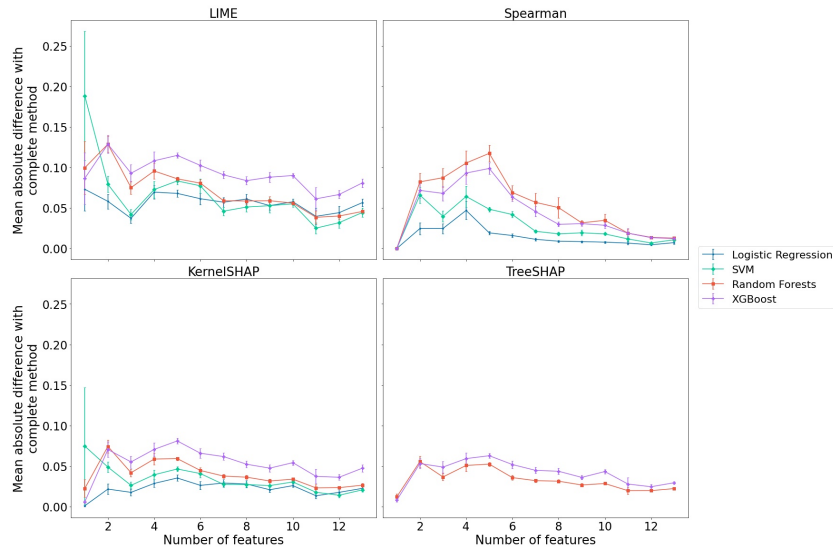 LIME
Spearman
Mean absolute difference with
complete method
0.25
0.20
0.15
0.10
0.05
0.00
Logistic Regression
SVM
Random Forests
XGBoost
KernelSHAP
TreeSHAP
Mean absolute difference with
complete method
0.25
0.20
0.15
0.10
0.05
0.00
2 4 6 8 10 12
2 4 6 8 10 12
Number of features
Number of features